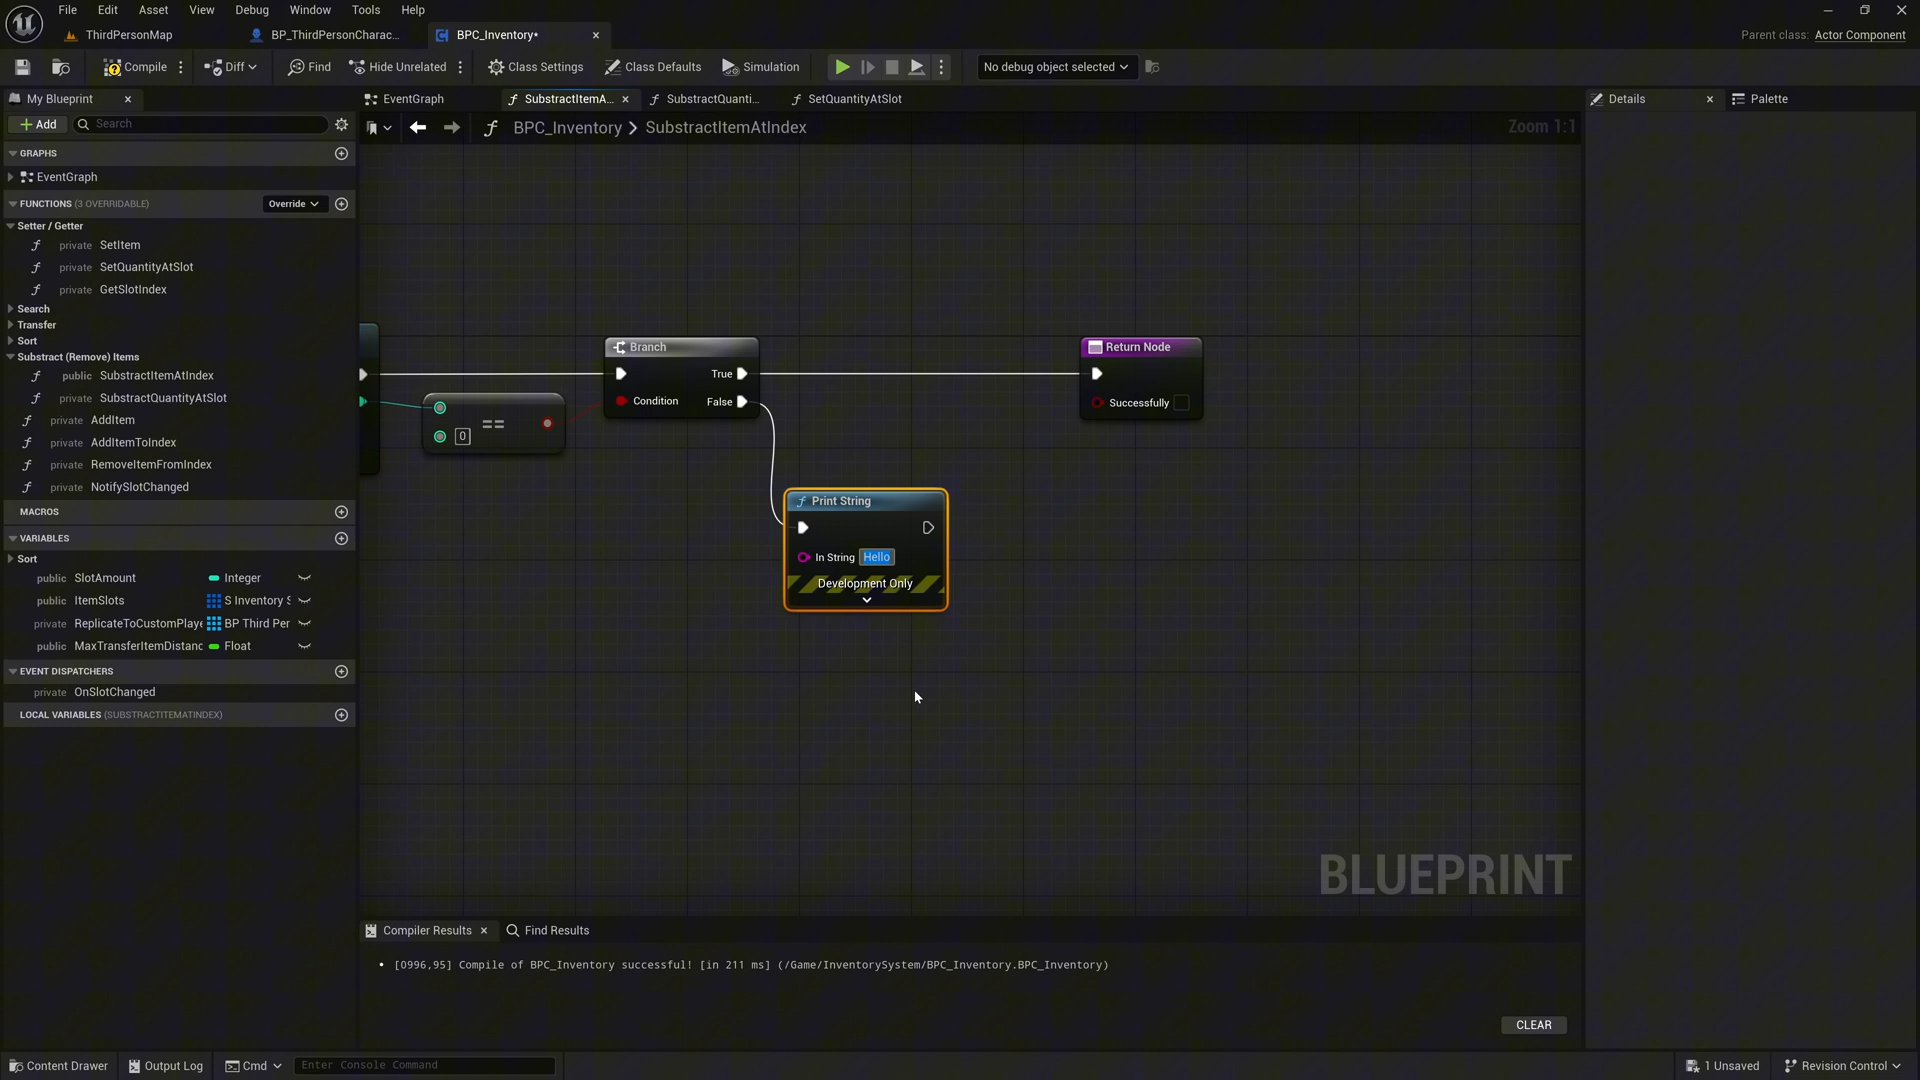 File Edit Asset View Debug Window Tools Help
ThirdPersonMap BP_ThirdPersonCharac... BPC_Inventory*
Parent class: Actor Component
Compile Diff Find Hide Unrelated Class Settings Class Defaults Simulation No debug object selected
My Blueprint EventGraph SubstractItemA... SubstractQuanti... SetQuantityAtSlot Details Palette
Add Search BPC_Inventory SubstractItemAtIndex Zoom 1:1
GRAPHS
EventGraph
FUNCTIONS (3 OVERRIDABLE) Override
Setter / Getter
private SetItem
private SetQuantityAtSlot
private GetSlotIndex
Search
Transfer
Sort
Substract (Remove) Items
public SubstractItemAtIndex
private SubstractQuantityAtSlot
private AddItem
private AddItemToIndex
private RemoveItemFromIndex
private NotifySlotChanged
MACROS
VARIABLES
Sort
public SlotAmount Integer
public ItemSlots S Inventory S
private ReplicateToCustomPlaye BP Third Per
public MaxTransferItemDistanc Float
EVENT DISPATCHERS
private OnSlotChanged
LOCAL VARIABLES (SUBSTRACTITEMATINDEX)
Branch
True
Condition False
== 0
Return Node
Successfully
Print String
In String Hello
Development Only
BLUEPRINT
Compiler Results Find Results
[0996,95] Compile of BPC_Inventory successful! [in 211 ms] (/Game/InventorySystem/BPC_Inventory.BPC_Inventory)
CLEAR
Content Drawer Output Log Cmd Enter Console Command 1 Unsaved Revision Control